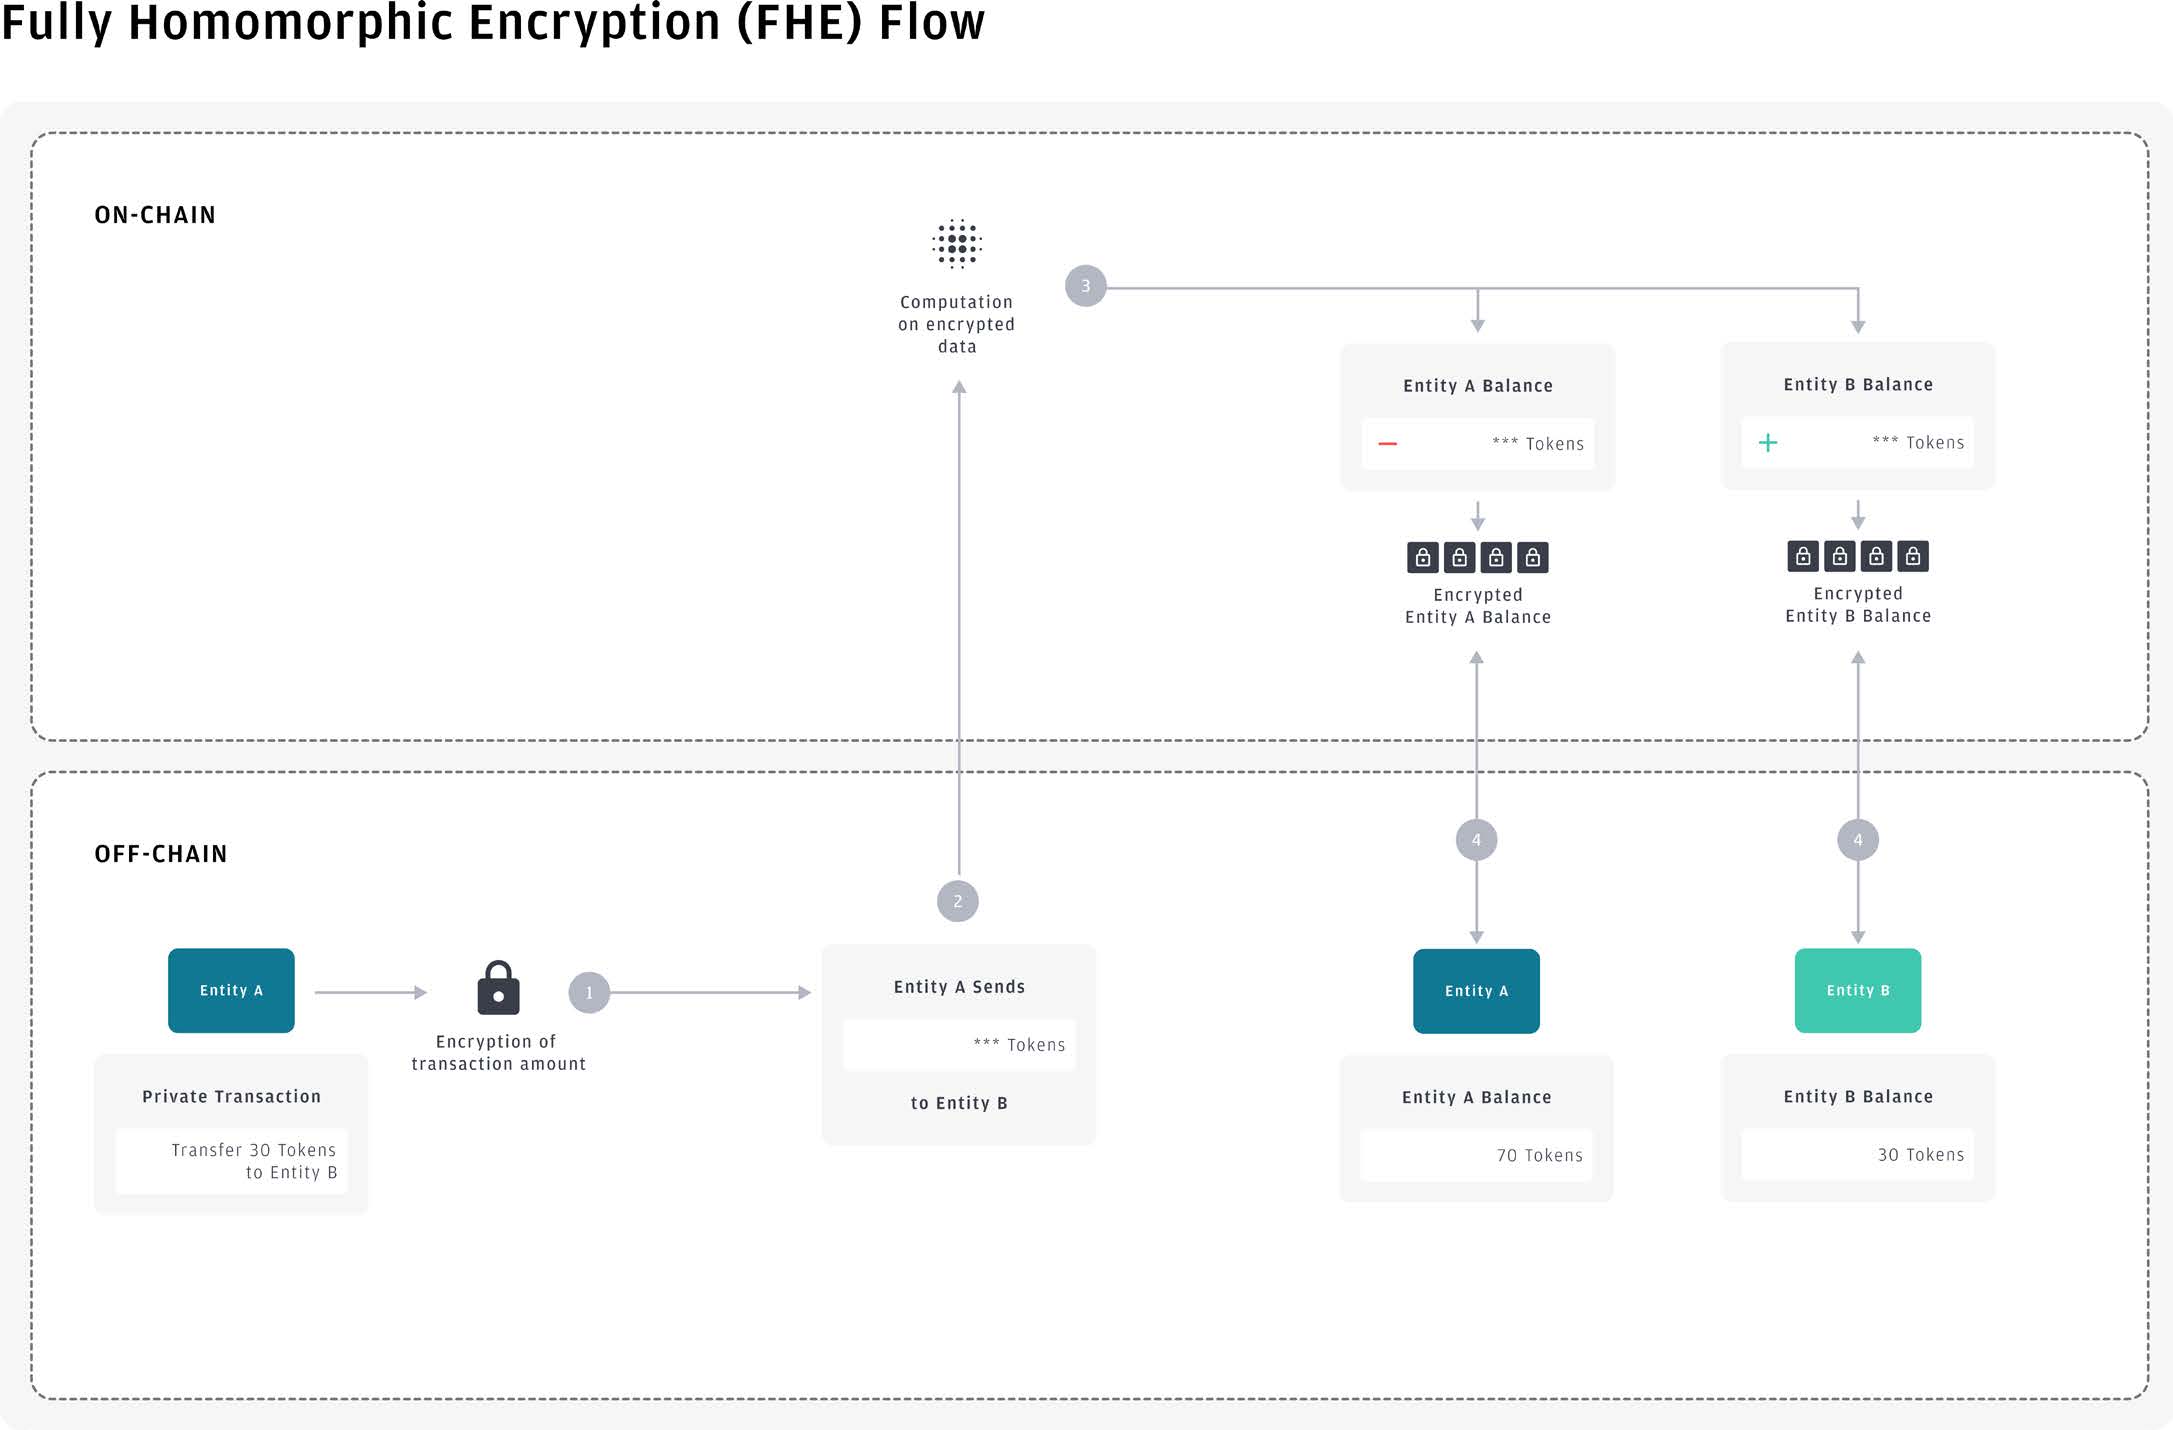 Fully Homomorphic Encryption (FHE) Flow
ON-CHAIN
Computation
on encrypted
data
3
Entity A Balance
*** Tokens
Encrypted
Entity A Balance
Entity B Balance
*** Tokens
Encrypted
Entity B Balance
OFF-CHAIN
Entity A
Private Transaction
Transfer 30 Tokens
to Entity B
Encryption of
transaction amount
1
2
Entity A Sends
*** Tokens
to Entity B
4
Entity A
Entity A Balance
70 Tokens
4
Entity B
Entity B Balance
30 Tokens